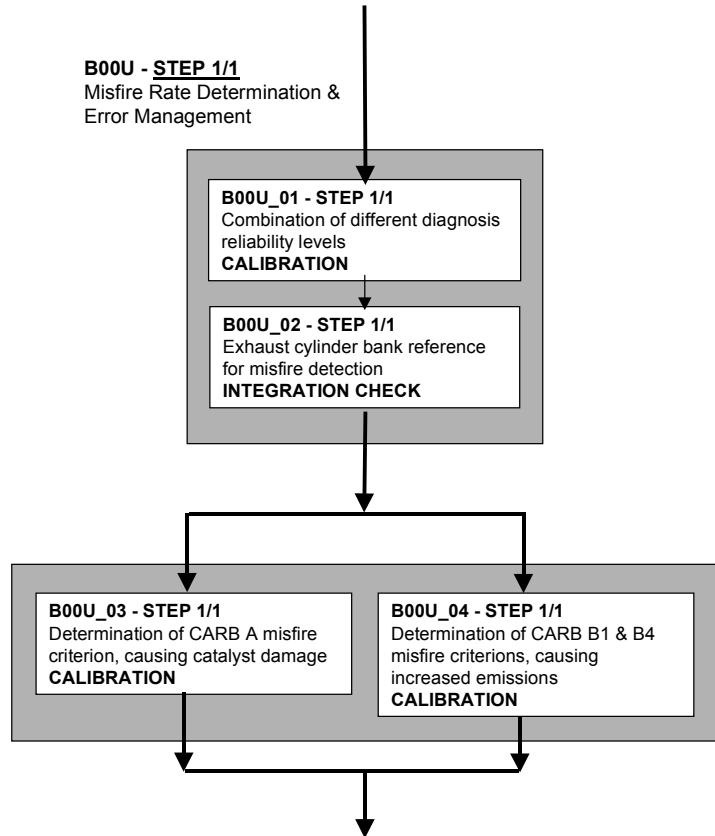 B00U - STEP 1/1
Misfire Rate Determination &
Error Management
B00U_01 - STEP 1/1
Combination of different diagnosis
reliability levels
CALIBRATION
B00U_02 - STEP 1/1
Exhaust cylinder bank reference
for misfire detection
INTEGRATION CHECK
B00U_03 - STEP 1/1
Determination of CARB A misfire
criterion, causing catalyst damage
CALIBRATION
B00U_04 - STEP 1/1
Determination of CARB B1 & B4
misfire criterions, causing
increased emissions
CALIBRATION